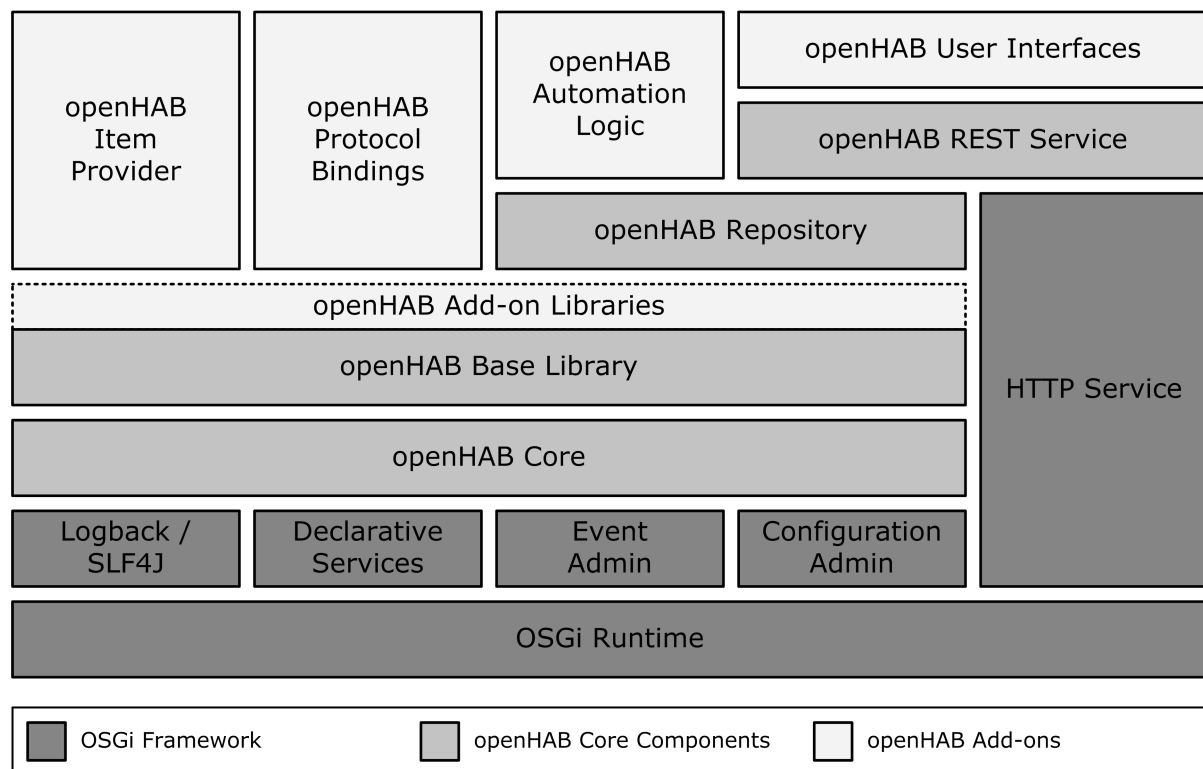 openHAB
Item
Provider
openHAB
Protocol
Bindings
openHAB
Automation
Logic
openHAB User Interfaces
openHAB REST Service
openHAB Repository
openHAB Add-on Libraries
openHAB Base Library
HTTP Service
openHAB Core
Logback /
SLF4J
Declarative
Services
Event
Admin
Configuration
Admin
OSGi Runtime
OSGi Framework
openHAB Core Components
openHAB Add-ons